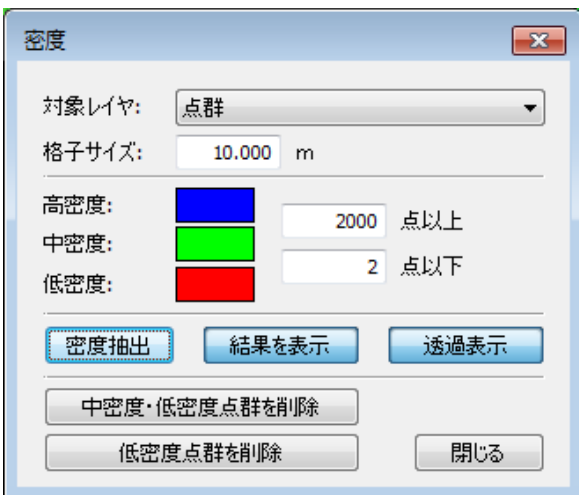 密度
対象レイヤ: 点群
格子サイズ: 10.000 m
高密度:
2000 点以上
中密度:
2 点以下
低密度:
密度抽出 結果を表示 透過表示
中密度・低密度点群を削除
低密度点群を削除 閉じる